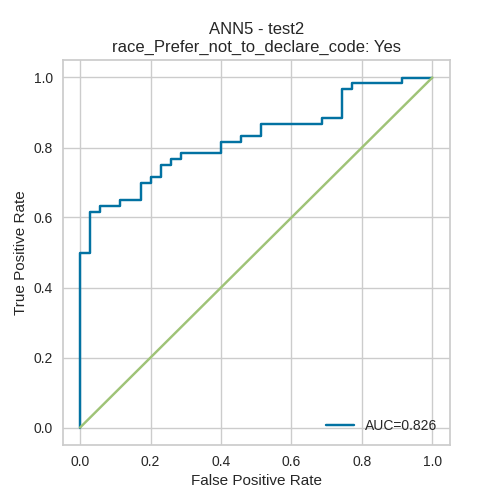 ANN5 - test2
race_Prefer_not_to_declare_code: Yes
1.0
0.8
0.6
0.4
0.2
0.0
True Positive Rate
AUC=0.826
0.0 0.2 0.4 0.6 0.8 1.0
False Positive Rate